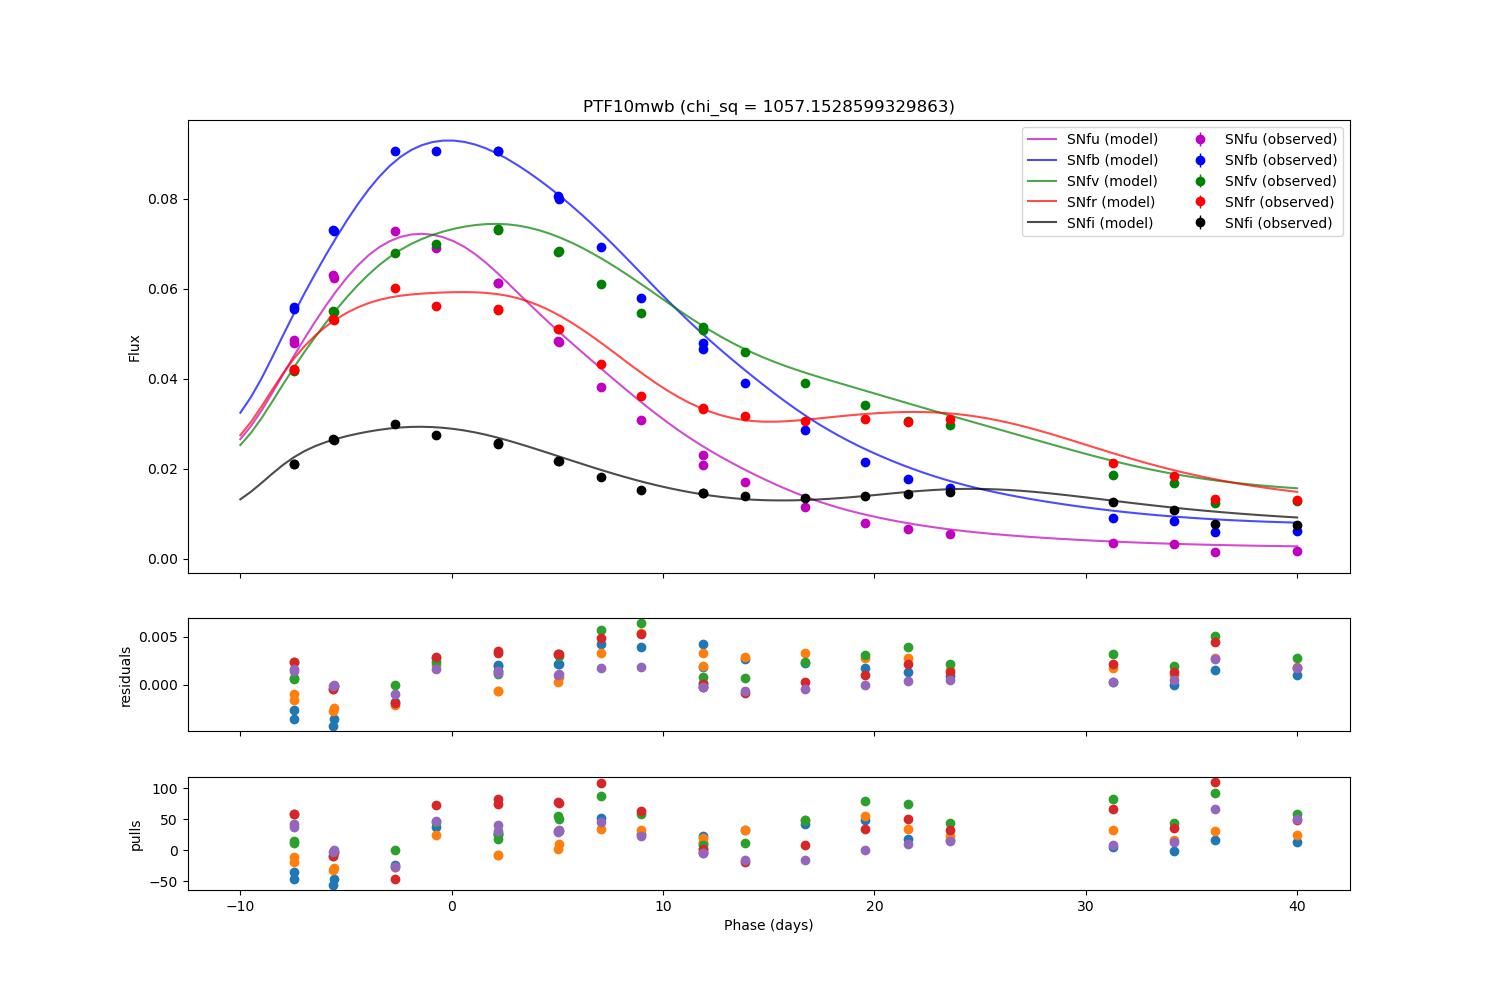 PTF10mwb (chi_sq = 1057.1528599329863)
SNfu (model)
SNfb (model)
SNfv (model)
SNfr (model)
SNfi (model)
SNfu (observed)
SNfb (observed)
SNfv (observed)
SNfr (observed)
SNfi (observed)
Flux
0.08
0.06
0.04
0.02
0.00
residuals
0.005
0.000
pulls
100
50
0
−50
−10
0
10
20
30
40
Phase (days)